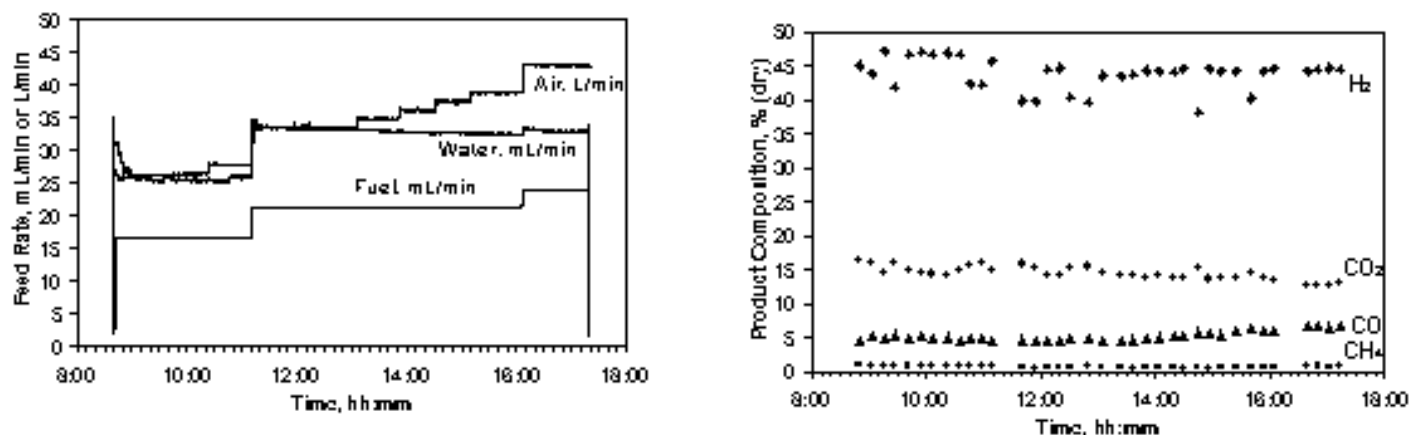 50
45
40
35
30
25
20
15
10
5
0
Feed Rate, mL/min or L/min
Air, L/min
Water, mL/min
Fuel, mL/min
8:00 10:00 12:00 14:00 16:00 18:00
Time, hh:mm
50
45
40
35
30
25
20
15
10
5
0
Product Composition, % (dry)
H₂
CO₂
CO
CH₄
8:00 10:00 12:00 14:00 16:00 18:00
Time, hh:mm